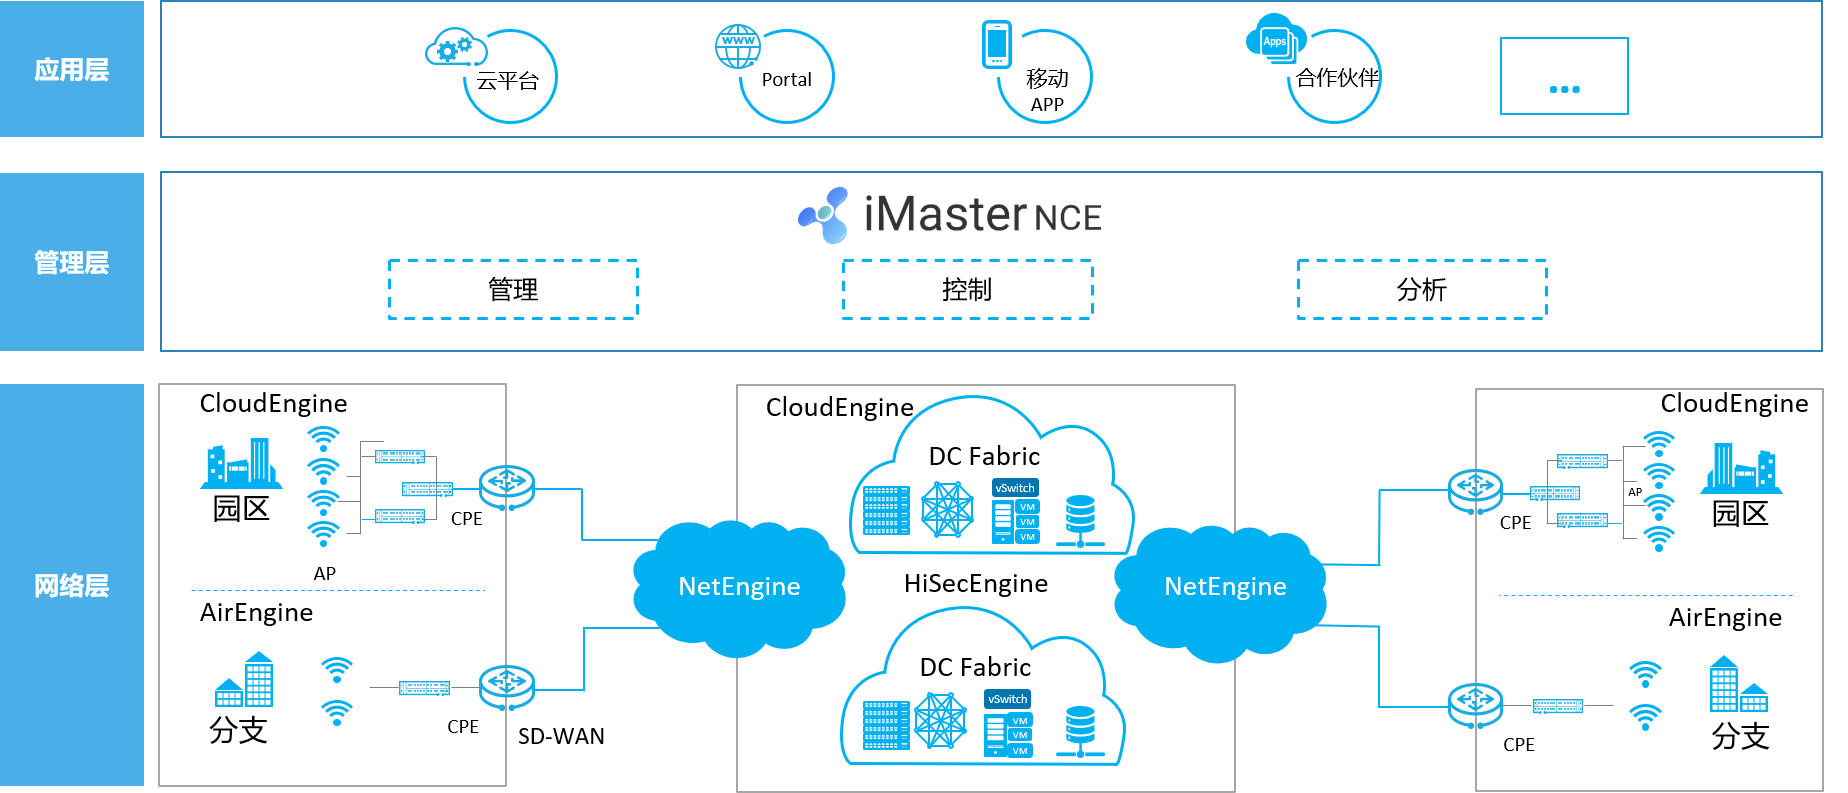 应用层
云平台
WWW
Portal
移动
APP
Apps
合作伙伴
...
管理层
iMaster NCE
管理
控制
分析
网络层
CloudEngine
园区
AP
CPE
AirEngine
分支
CPE
SD-WAN
NetEngine
CloudEngine
DC Fabric
vSwitch
VM
VM
VM
HiSecEngine
DC Fabric
vSwitch
VM
VM
VM
NetEngine
CloudEngine
AP
园区
CPE
AirEngine
分支
CPE